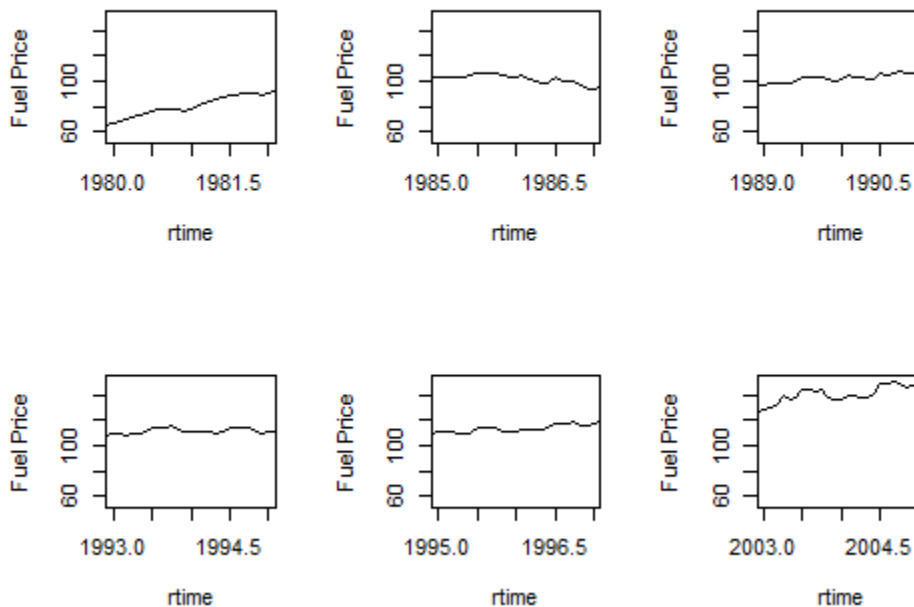 Fuel Price
60 100
1980.0 1981.5
rtime
Fuel Price
60 100
1985.0 1986.5
rtime
Fuel Price
60 100
1989.0 1990.5
rtime
Fuel Price
60 100
1993.0 1994.5
rtime
Fuel Price
60 100
1995.0 1996.5
rtime
Fuel Price
60 100
2003.0 2004.5
rtime